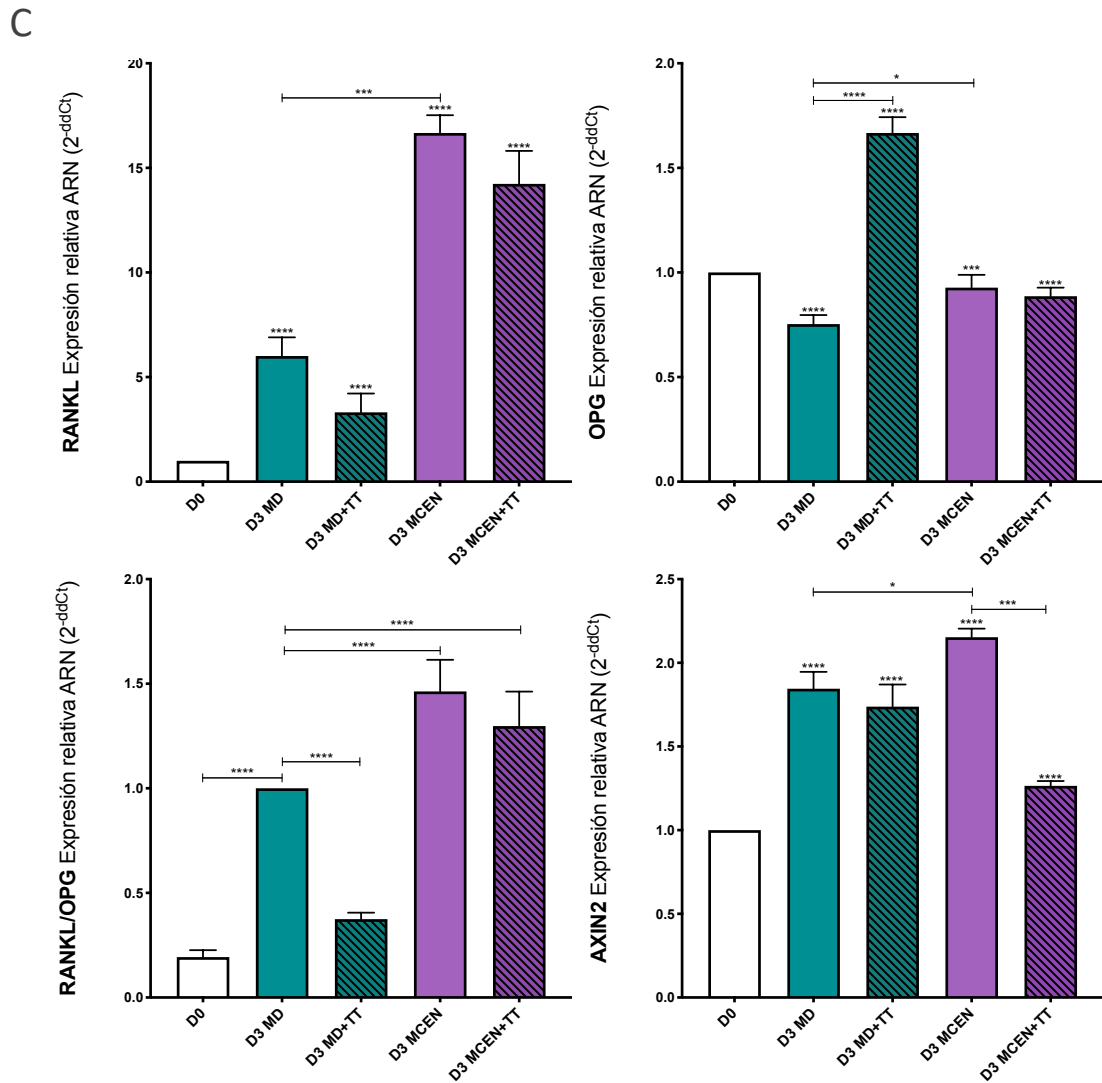 C
RANKL Expresión relativa ARN (2-ddCt)
20
15
10
5
0
***
****
****
****
****
D0
D3 MD
D3 MD+TT
D3 MCEN
D3 MCEN+TT
OPG Expresión relativa ARN (2-ddCt)
2.0
1.5
1.0
0.5
0.0
*
****
****
****
***
****
D0
D3 MD
D3 MD+TT
D3 MCEN
D3 MCEN+TT
RANKL/OPG Expresión relativa ARN (2-ddCt)
2.0
1.5
1.0
0.5
0.0
****
****
****
****
D0
D3 MD
D3 MD+TT
D3 MCEN
D3 MCEN+TT
AXIN2 Expresión relativa ARN (2-ddCt)
2.5
2.0
1.5
1.0
0.5
0.0
*
***
****
****
****
****
D0
D3 MD
D3 MD+TT
D3 MCEN
D3 MCEN+TT